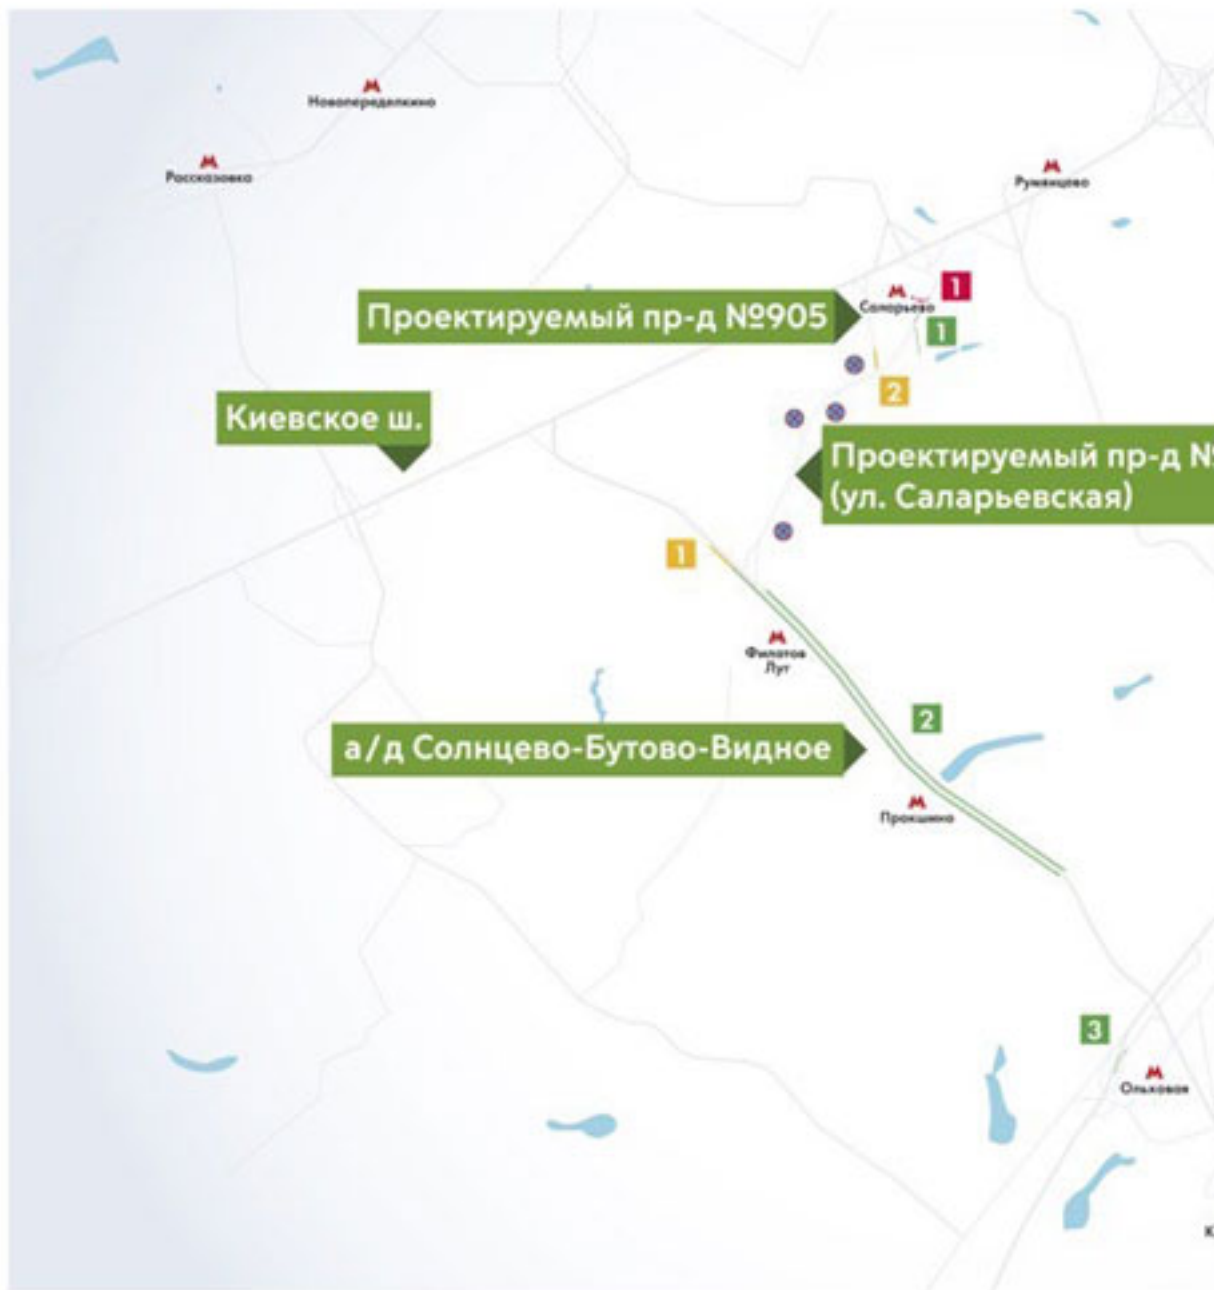 М
Новопеределкино
М
Рассказовка
М
Румянцево
М
Саларьево
1
Проектируемый пр-д №905
1
2
Киевское ш.
Проектируемый пр-д №
(ул. Саларьевская)
1
М
Филатов
Луг
2
а/д Солнцево-Бутово-Видное
М
Прокшино
3
М
Ольховая
К